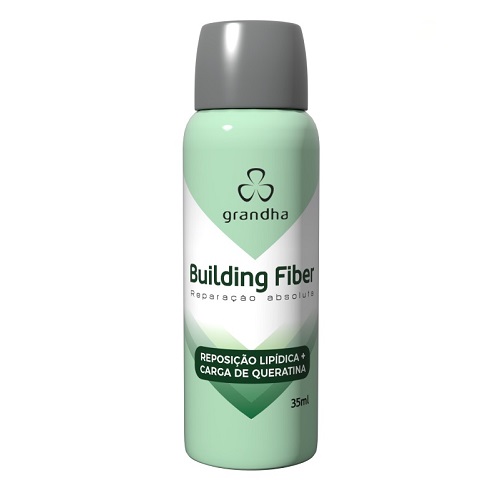 grandha
Building Fiber
Reparação absoluta
REPOSIÇÃO LIPÍDICA +
CARGA DE QUERATINA
35ml